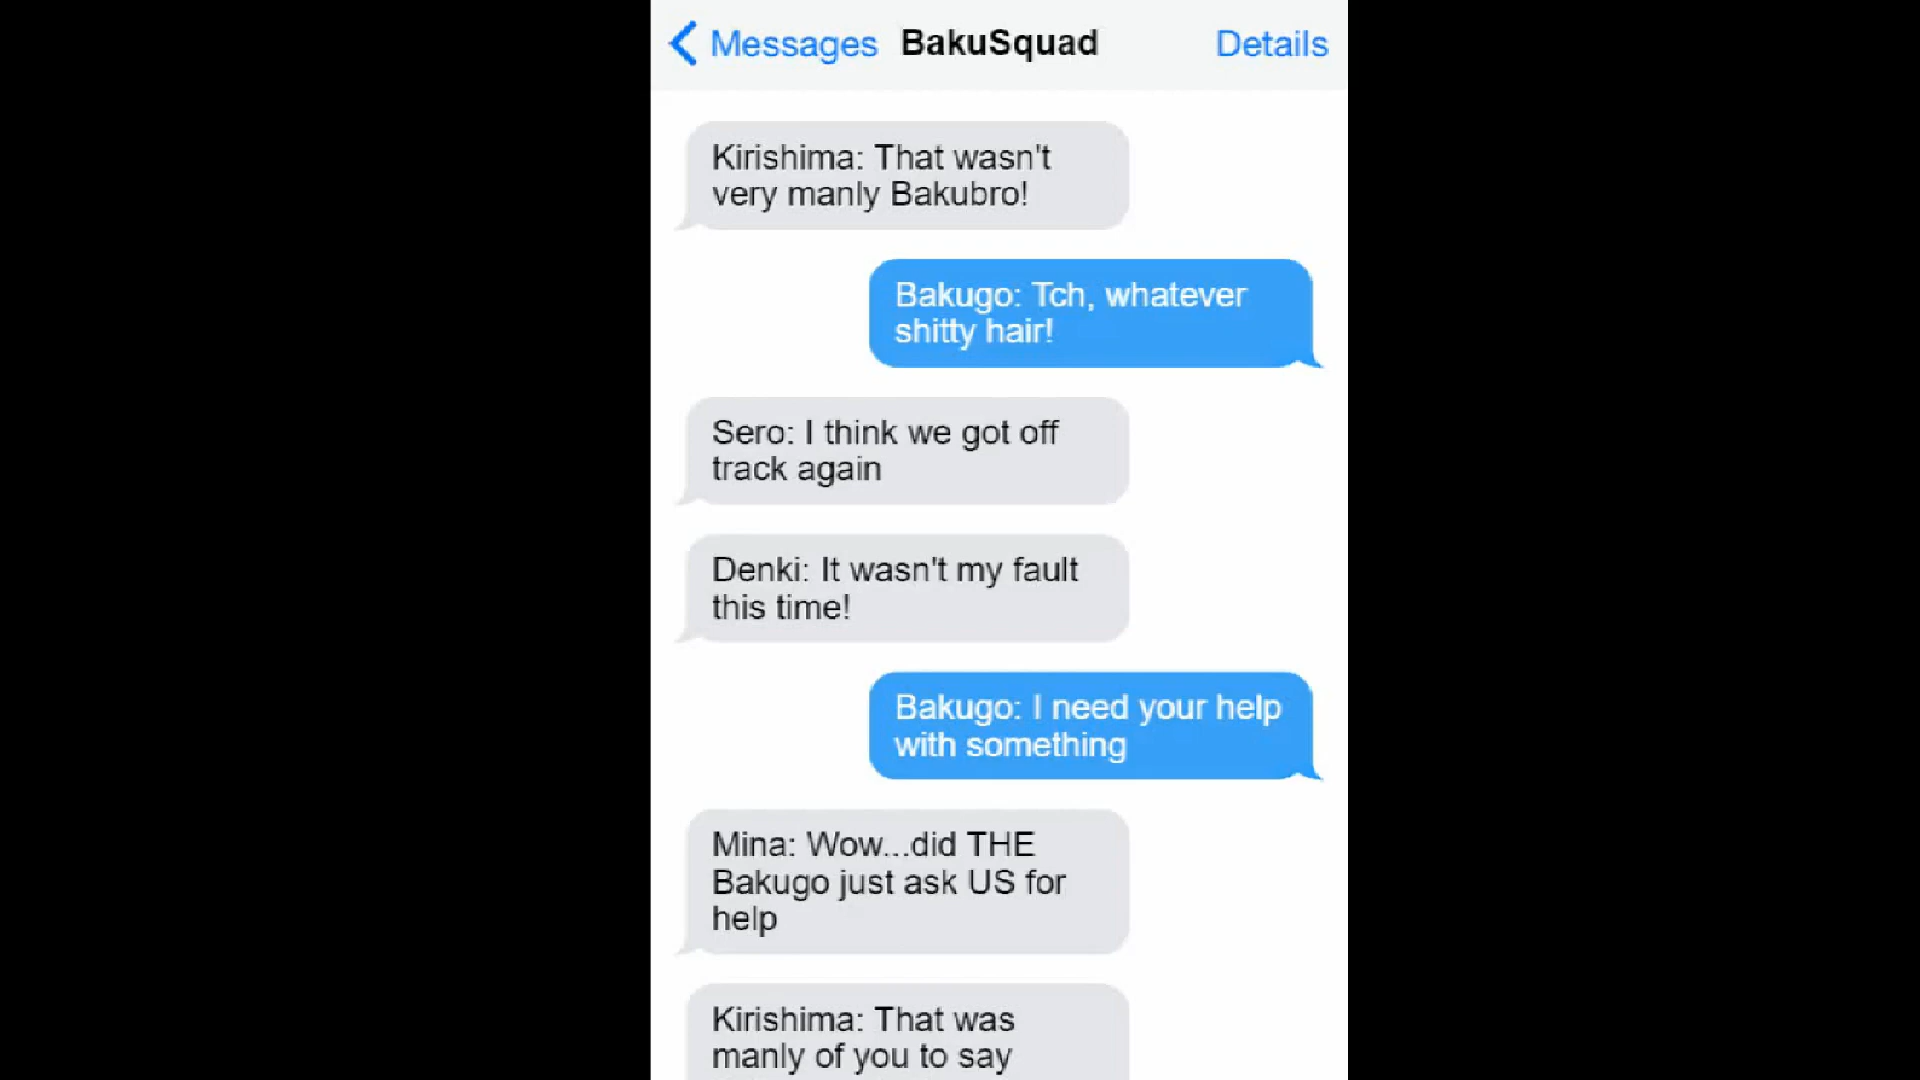 Messages BakuSquad Details
Kirishima: That wasn't
very manly Bakubro!
Bakugo: Tch, whatever
shitty hair!
Sero: I think we got off
track again
Denki: It wasn't my fault
this time!
Bakugo: I need your help
with something
Mina: Wow...did THE
Bakugo just ask US for
help
Kirishima: That was
manly of you to say